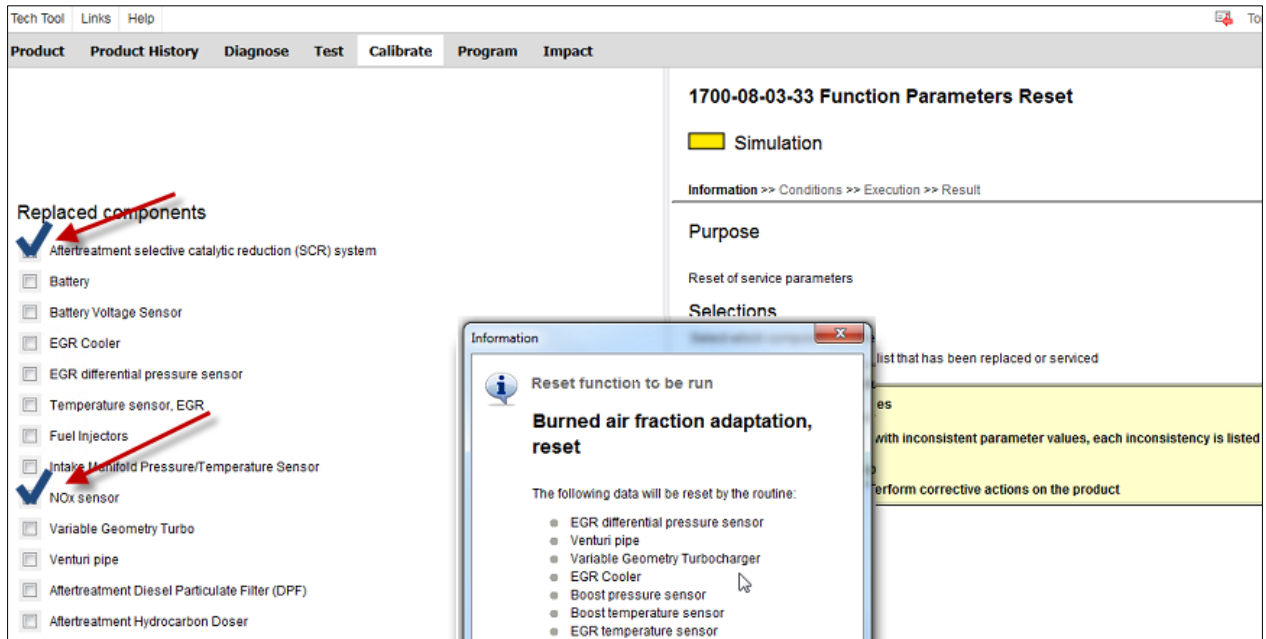 Tech Tool Links Help To
Product Product History Diagnose Test Calibrate Program Impact
1700-08-03-33 Function Parameters Reset
Simulation
Information >> Conditions >> Execution >> Result
Replaced components
Aftertreatment selective catalytic reduction (SCR) system
Battery
Battery Voltage Sensor
EGR Cooler
EGR differential pressure sensor
Temperature sensor, EGR
Fuel Injectors
Intake Manifold Pressure/Temperature Sensor
NOx sensor
Variable Geometry Turbo
Venturi pipe
Aftertreatment Diesel Particulate Filter (DPF)
Aftertreatment Hydrocarbon Doser
Purpose
Reset of service parameters
Selections
list that has been replaced or serviced
es
with inconsistent parameter values, each inconsistency is listed
erform corrective actions on the product
Information
x
Reset function to be run
Burned air fraction adaptation,
reset
The following data will be reset by the routine:
EGR differential pressure sensor
Venturi pipe
Variable Geometry Turbocharger
EGR Cooler
Boost pressure sensor
Boost temperature sensor
EGR temperature sensor